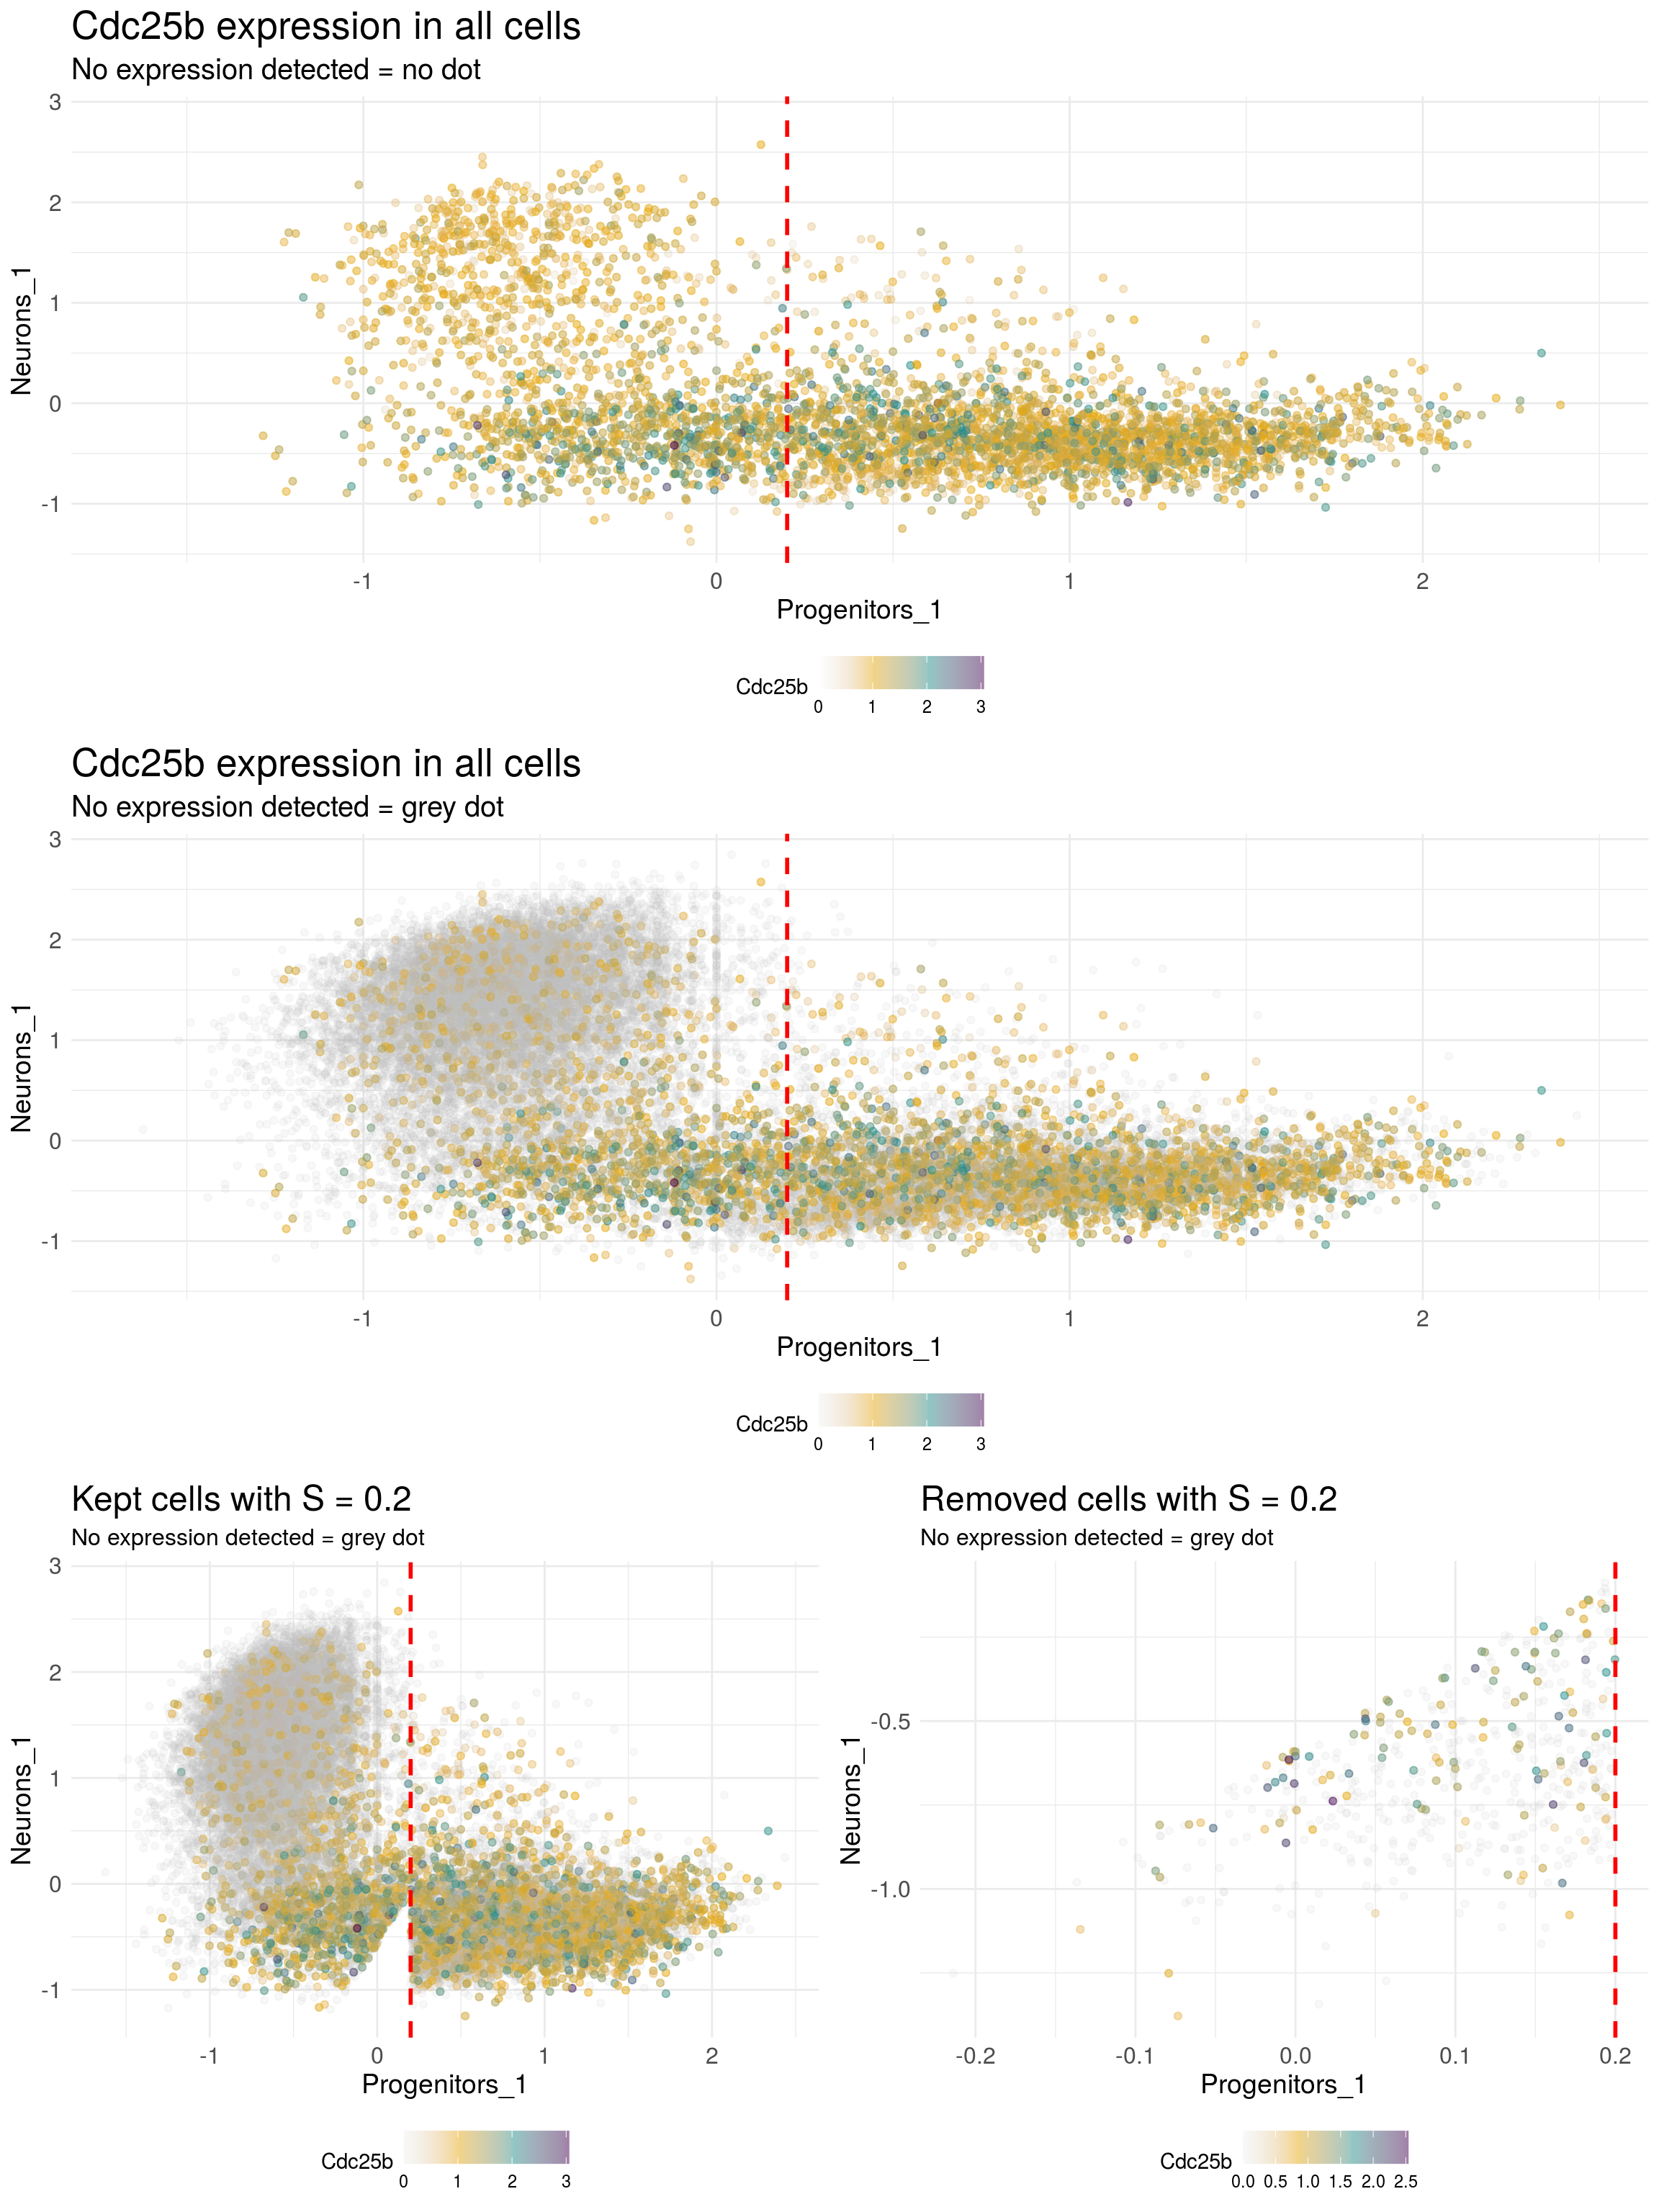 Cdc25b expression in all cells
No expression detected = no dot
3
2
1
0
-1
Neurons_1
-1 0 1 2
Progenitors_1
Cdc25b
0 1 2 3
Cdc25b expression in all cells
No expression detected = grey dot
3
2
1
0
-1
Neurons_1
-1 0 1 2
Progenitors_1
Cdc25b
0 1 2 3
Kept cells with S = 0.2
No expression detected = grey dot
3
2
1
0
-1
Neurons_1
-1 0 1 2
Progenitors_1
Cdc25b
0 1 2 3
Removed cells with S = 0.2
No expression detected = grey dot
-0.5
-1.0
Neurons_1
-0.2 -0.1 0.0 0.1 0.2
Progenitors_1
Cdc25b
0.0 0.5 1.0 1.5 2.0 2.5